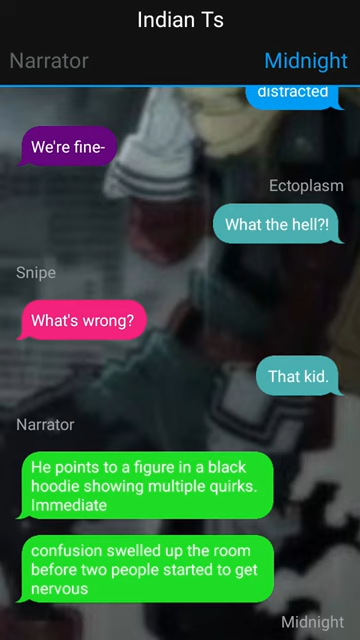 Indian Ts
Narrator
Midnight
distracted
We're fine-
Ectoplasm
What the hell?!
Snipe
What's wrong?
That kid.
Narrator
He points to a figure in a black
hoodie showing multiple quirks.
Immediate
confusion swelled up the room
before two people started to get
nervous
Midnight